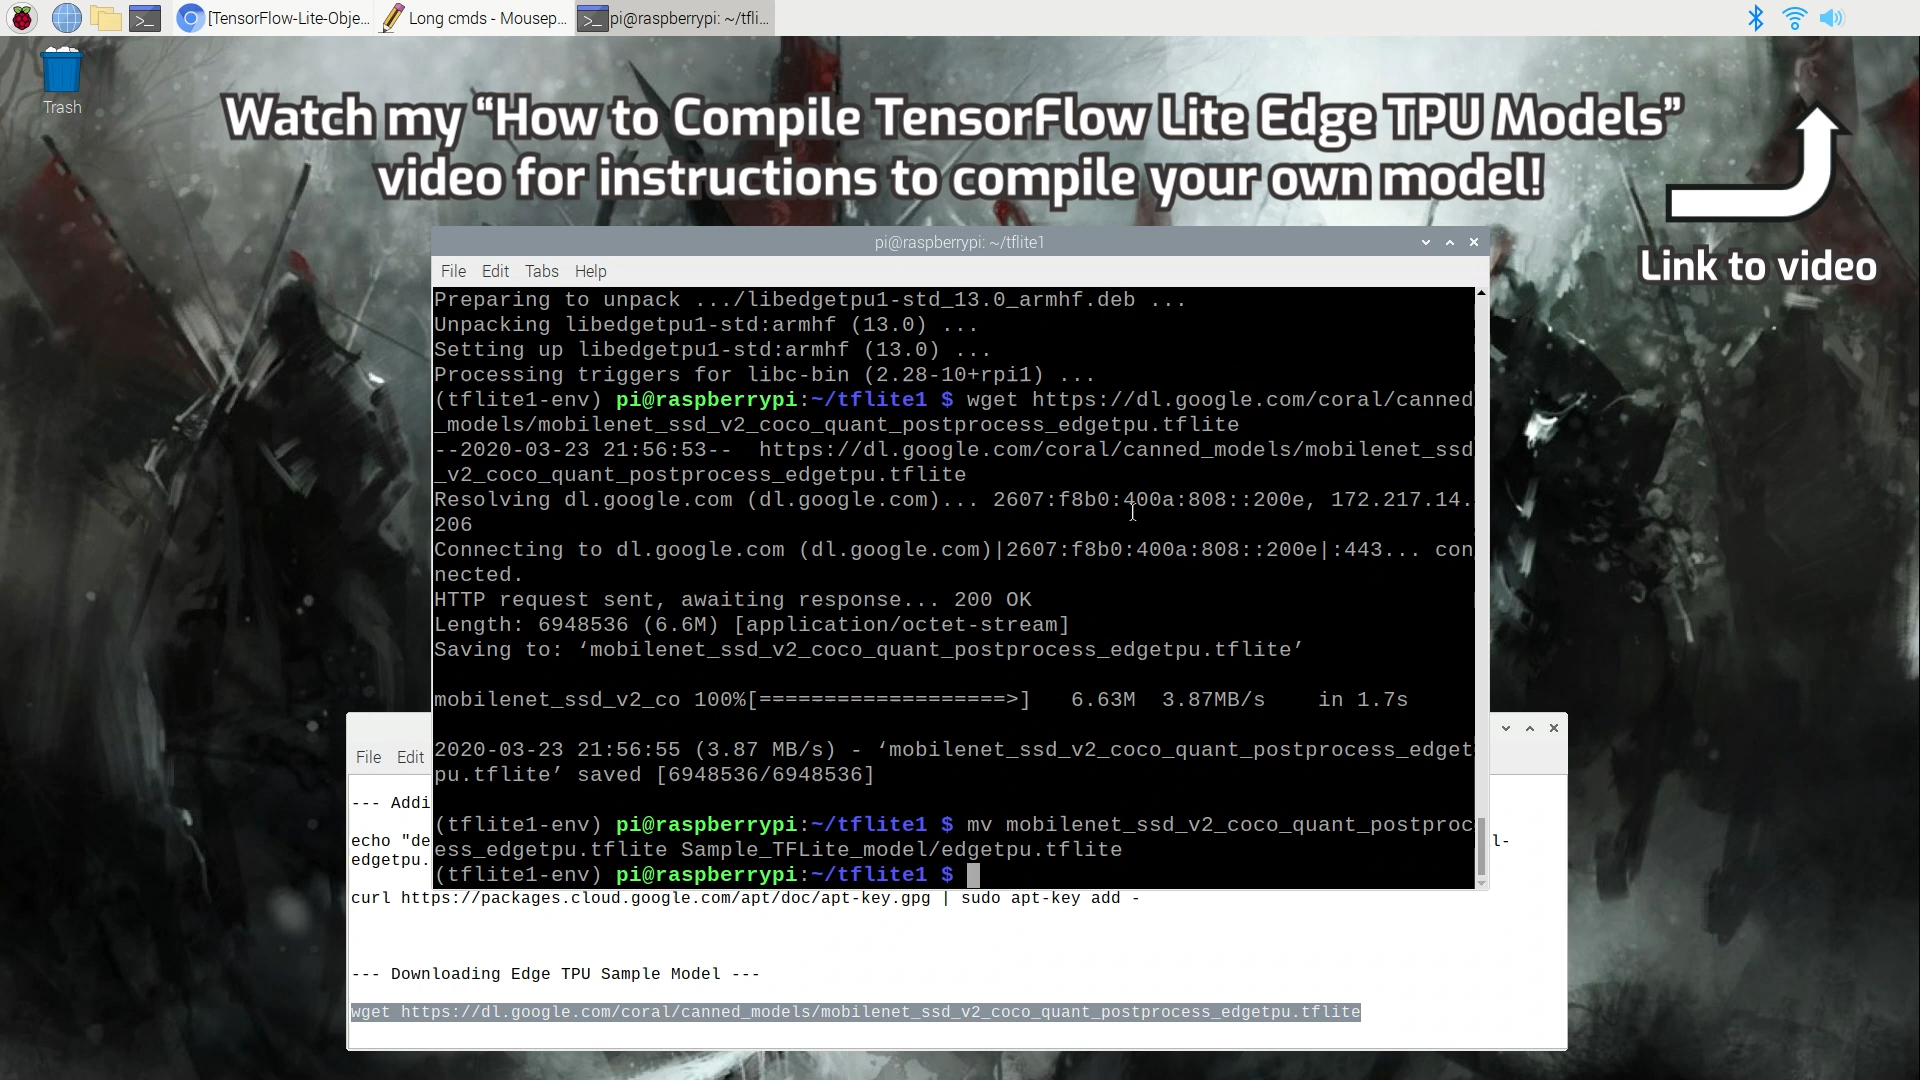 [TensorFlow-Lite-Obje...
Long cmds - Mousep...
pi@raspberrypi: ~/tfli...
Trash
Watch my “How to Compile TensorFlow Lite Edge TPU Models”
video for instructions to compile your own model!
Link to video
pi@raspberrypi: ~/tflite1
File Edit Tabs Help
Preparing to unpack .../libedgetpu1-std_13.0_armhf.deb ...
Unpacking libedgetpu1-std:armhf (13.0) ...
Setting up libedgetpu1-std:armhf (13.0) ...
Processing triggers for libc-bin (2.28-10+rpi1) ...
(tflite1-env) pi@raspberrypi:~/tflite1 $ wget https://dl.google.com/coral/canned
_models/mobilenet_ssd_v2_coco_quant_postprocess_edgetpu.tflite
--2020-03-23 21:56:53--  https://dl.google.com/coral/canned_models/mobilenet_ssd
_v2_coco_quant_postprocess_edgetpu.tflite
Resolving dl.google.com (dl.google.com)... 2607:f8b0:400a:808::200e, 172.217.14.
206
Connecting to dl.google.com (dl.google.com)|2607:f8b0:400a:808::200e|:443... con
nected.
HTTP request sent, awaiting response... 200 OK
Length: 6948536 (6.6M) [application/octet-stream]
Saving to: ‘mobilenet_ssd_v2_coco_quant_postprocess_edgetpu.tflite’
mobilenet_ssd_v2_co 100%[===================>]   6.63M  3.87MB/s    in 1.7s
2020-03-23 21:56:55 (3.87 MB/s) - ‘mobilenet_ssd_v2_coco_quant_postprocess_edget
pu.tflite’ saved [6948536/6948536]
(tflite1-env) pi@raspberrypi:~/tflite1 $ mv mobilenet_ssd_v2_coco_quant_postproc
ess_edgetpu.tflite Sample_TFLite_model/edgetpu.tflite
(tflite1-env) pi@raspberrypi:~/tflite1 $
File Edit
--- Addi
echo "de l-
edgetpu.
curl https://packages.cloud.google.com/apt/doc/apt-key.gpg | sudo apt-key add -
--- Downloading Edge TPU Sample Model ---
wget https://dl.google.com/coral/canned_models/mobilenet_ssd_v2_coco_quant_postprocess_edgetpu.tflite